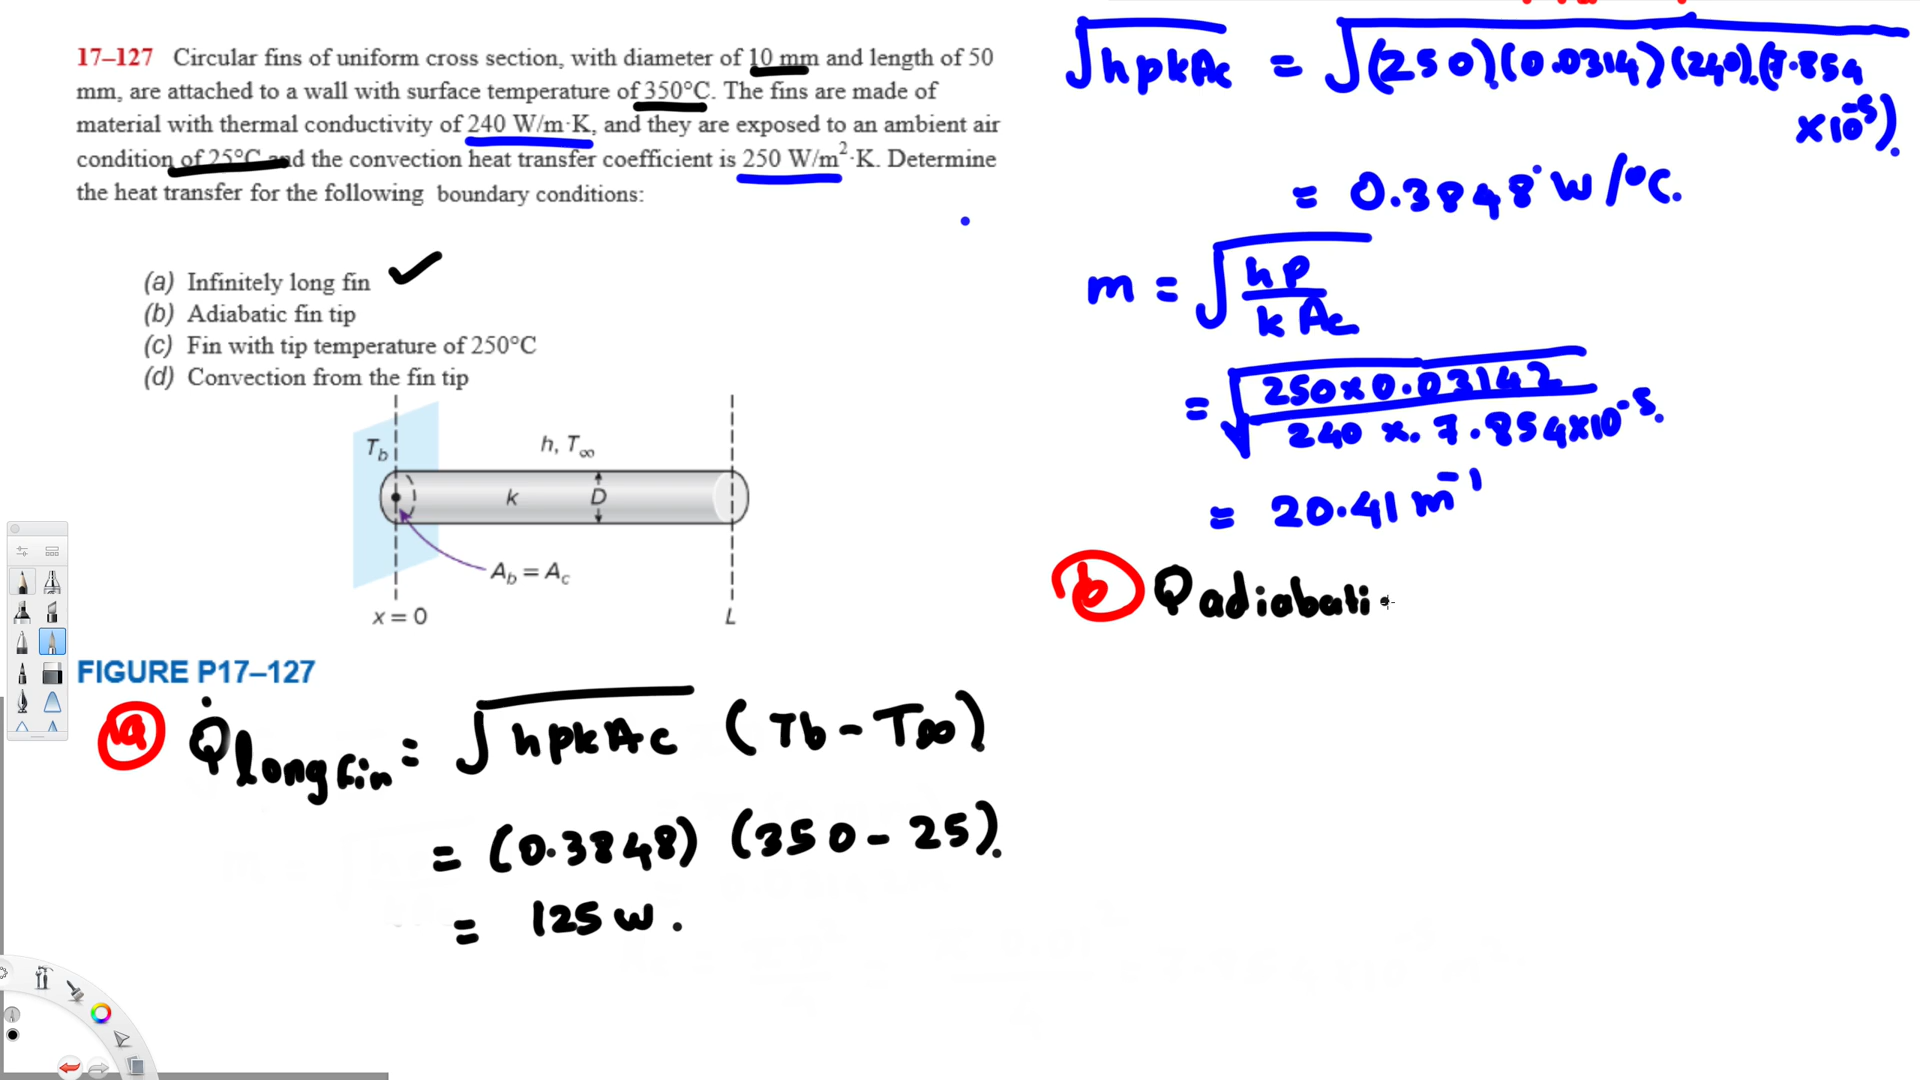 17–127 Circular fins of uniform cross section, with diameter of 10 mm and length of 50
mm, are attached to a wall with surface temperature of 350°C. The fins are made of
material with thermal conductivity of 240 W/m·K, and they are exposed to an ambient air
condition of 25°C and the convection heat transfer coefficient is 250 W/m²·K. Determine
the heat transfer for the following boundary conditions:
(a) Infinitely long fin ✓
(b) Adiabatic fin tip
(c) Fin with tip temperature of 250°C
(d) Convection from the fin tip
T_b
h, T_∞
k
D
A_b = A_c
x = 0
L
FIGURE P17–127
(a) Q̇ long fin = √hpkAc (Tb - T∞)
= (0.3848) (350 - 25).
= 125 W.
√hpkAc = √(250)(0.0314)(240).(7.854
×10⁻⁵).
= 0.3848 W/°C.
m = √hp/kAc
= √250×0.03142/240 ×. 7.854×10⁻⁵.
= 20.41 m⁻¹
(b) Q adiabati